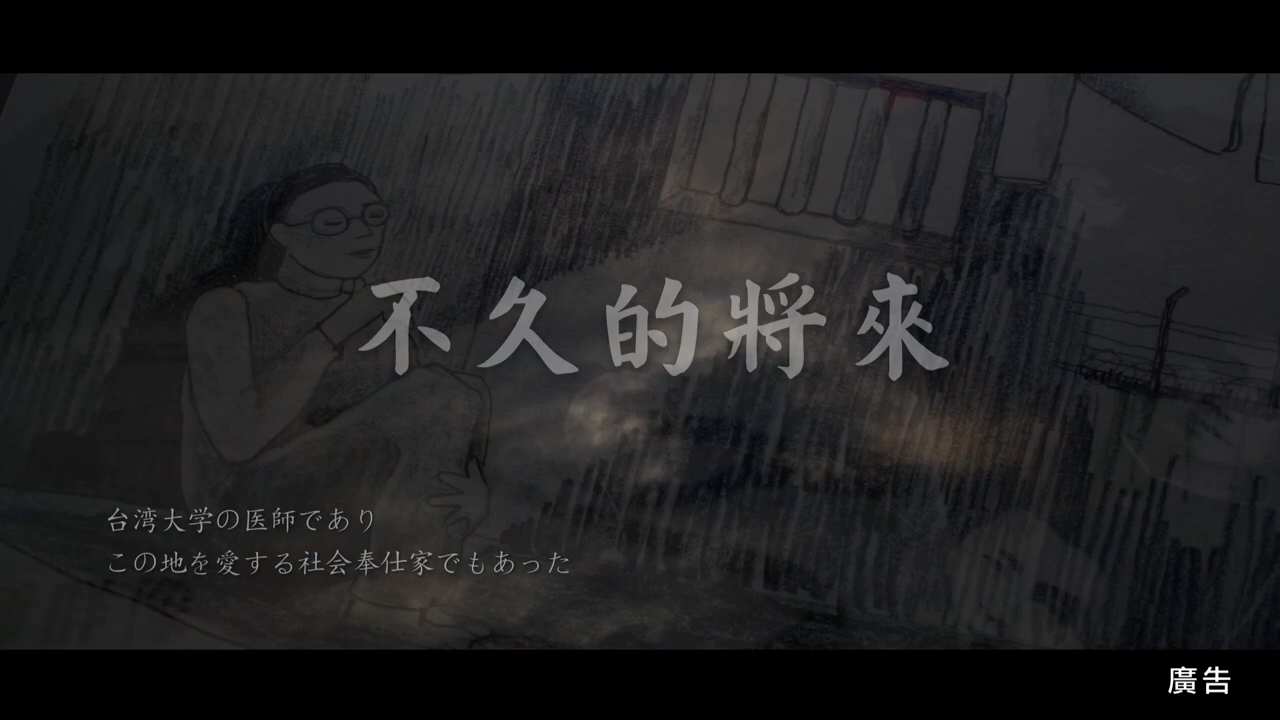 不久的將來
台湾大学の医師であり
この地を愛する社会奉仕家でもあった
廣告